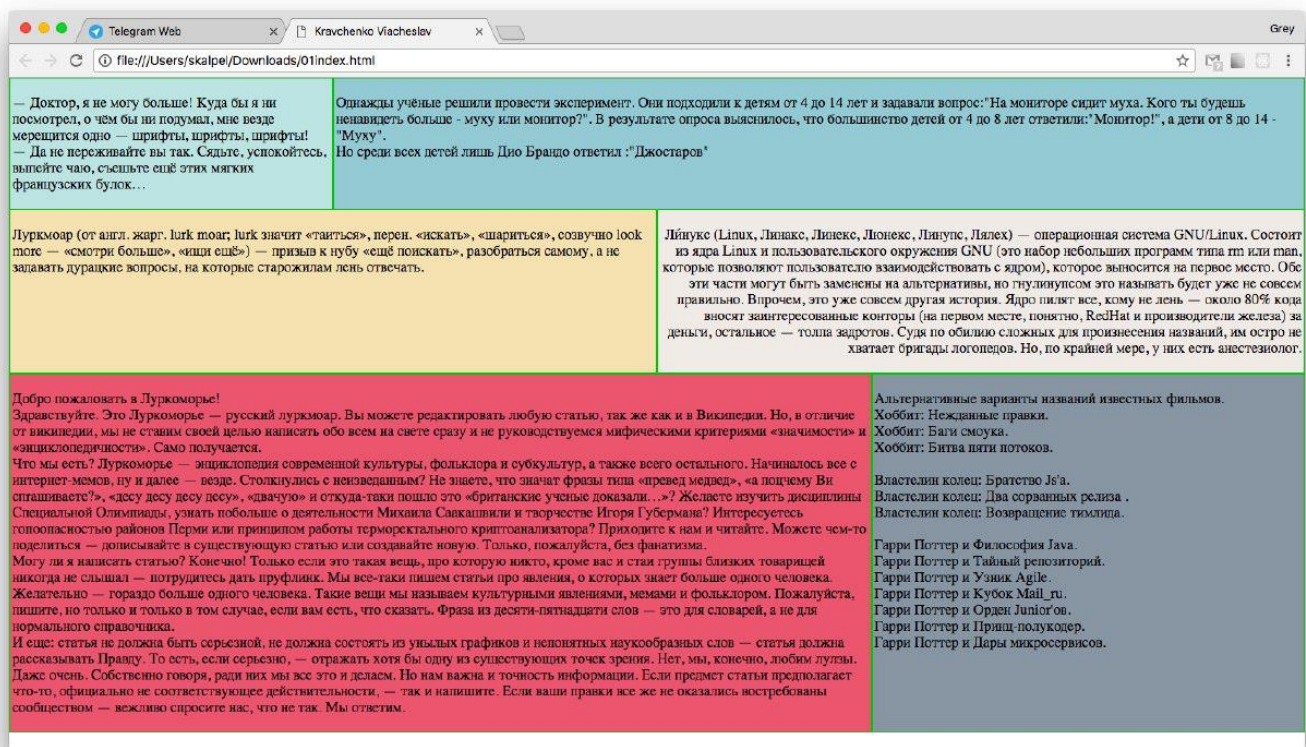 Telegram Web
Kravchenko Viacheslav
Grey
file:///Users/skalpel/Downloads/01index.html
— Доктор, я не могу больше! Куда бы я ни
посмотрел, о чём бы ни подумал, мне везде
мерещится одно — шрифты, шрифты, шрифты!
— Да не переживайте вы так. Сядьте, успокойтесь,
выпейте чаю, съешьте ещё этих мягких
французских булок…
Однажды учёные решили провести эксперимент. Они подходили к детям от 4 до 14 лет и задавали вопрос:"На мониторе сидит муха. Кого ты будешь
ненавидеть больше - муху или монитор?". В результате опроса выяснилось, что большинство детей от 4 до 8 лет ответили:"Монитор!", а дети от 8 до 14 -
"Муху".
Но среди всех детей лишь Дио Брандо ответил :"Джостаров"
Луркмоар (от англ. жарг. lurk moar; lurk значит «таиться», перен. «искать», «шариться», созвучно look
more — «смотри больше», «ищи ещё») — призыв к нубу «ещё поискать», разобраться самому, а не
задавать дурацкие вопросы, на которые старожилам лень отвечать.
Ли́нукс (Linux, Линакс, Линекс, Люнекс, Линупс, Лялех) — операционная система GNU/Linux. Состоит
из ядра Linux и пользовательского окружения GNU (это набор небольших программ типа rm или man,
которые позволяют пользователю взаимодействовать с ядром), которое выносится на первое место. Обе
эти части могут быть заменены на альтернативы, но гнулинупсом это называть будет уже не совсем
правильно. Впрочем, это уже совсем другая история. Ядро пилят все, кому не лень — около 80% кода
вносят заинтересованные конторы (на первом месте, понятно, RedHat и производители железа) за
деньги, остальное — толпа задротов. Судя по обилию сложных для произнесения названий, им остро не
хватает бригады логопедов. Но, по крайней мере, у них есть анестезиолог.
Добро пожаловать в Луркоморье!
Здравствуйте. Это Луркоморье — русский луркмоар. Вы можете редактировать любую статью, так же как и в Википедии. Но, в отличие
от википедии, мы не ставим своей целью написать обо всем на свете сразу и не руководствуемся мифическими критериями «значимости» и
«энциклопедичности». Само получается.
Что мы есть? Луркоморье — энциклопедия современной культуры, фольклора и субкультур, а также всего остального. Начиналось все с
интернет-мемов, ну и далее — везде. Столкнулись с неизведанным? Не знаете, что значат фразы типа «превед медвед», «а поцчему Ви
спгашиваете?», «десу десу десу десу», «двачую» и откуда-таки пошло это «британские ученые доказали…»? Желаете изучить дисциплины
Специальной Олимпиады, узнать побольше о деятельности Михаила Саакашвили и творчестве Игоря Губермана? Интересуетесь
гопоопасностью районов Перми или принципом работы терморектального криптоанализатора? Приходите к нам и читайте. Можете чем-то
поделиться — дописывайте в существующую статью или создавайте новую. Только, пожалуйста, без фанатизма.
Могу ли я написать статью? Конечно! Только если это такая вещь, про которую никто, кроме вас и стаи группы близких товарищей
никогда не слышал — потрудитесь дать пруфлинк. Мы все-таки пишем статьи про явления, о которых знает больше одного человека.
Желательно — гораздо больше одного человека. Такие вещи мы называем культурными явлениями, мемами и фольклором. Пожалуйста,
пишите, но только и только в том случае, если вам есть, что сказать. Фраза из десяти-пятнадцати слов — это для словарей, а не для
нормального справочника.
И еще: статья не должна быть серьезной, не должна состоять из унылых графиков и непонятных наукообразных слов — статья должна
рассказывать Правду. То есть, если серьезно, — отражать хотя бы одну из существующих точек зрения. Нет, мы, конечно, любим лулзы.
Даже очень. Собственно говоря, ради них мы все это и делаем. Но нам важна и точность информации. Если предмет статьи предполагает
что-то, официально не соответствующее действительности, — так и напишите. Если ваши правки все же не оказались востребованы
сообществом — вежливо спросите нас, что не так. Мы ответим.
Альтернативные варианты названий известных фильмов.
Хоббит: Нежданные правки.
Хоббит: Баги смоука.
Хоббит: Битва пяти потоков.
Властелин колец: Братство Js'a.
Властелин колец: Два сорванных релиза .
Властелин колец: Возвращение тимлида.
Гарри Поттер и Философия Java.
Гарри Поттер и Тайный репозиторий.
Гарри Поттер и Узник Agile.
Гарри Поттер и Кубок Mail_ru.
Гарри Поттер и Орден Junior'ов.
Гарри Поттер и Принц-полукодер.
Гарри Поттер и Дары микросервисов.